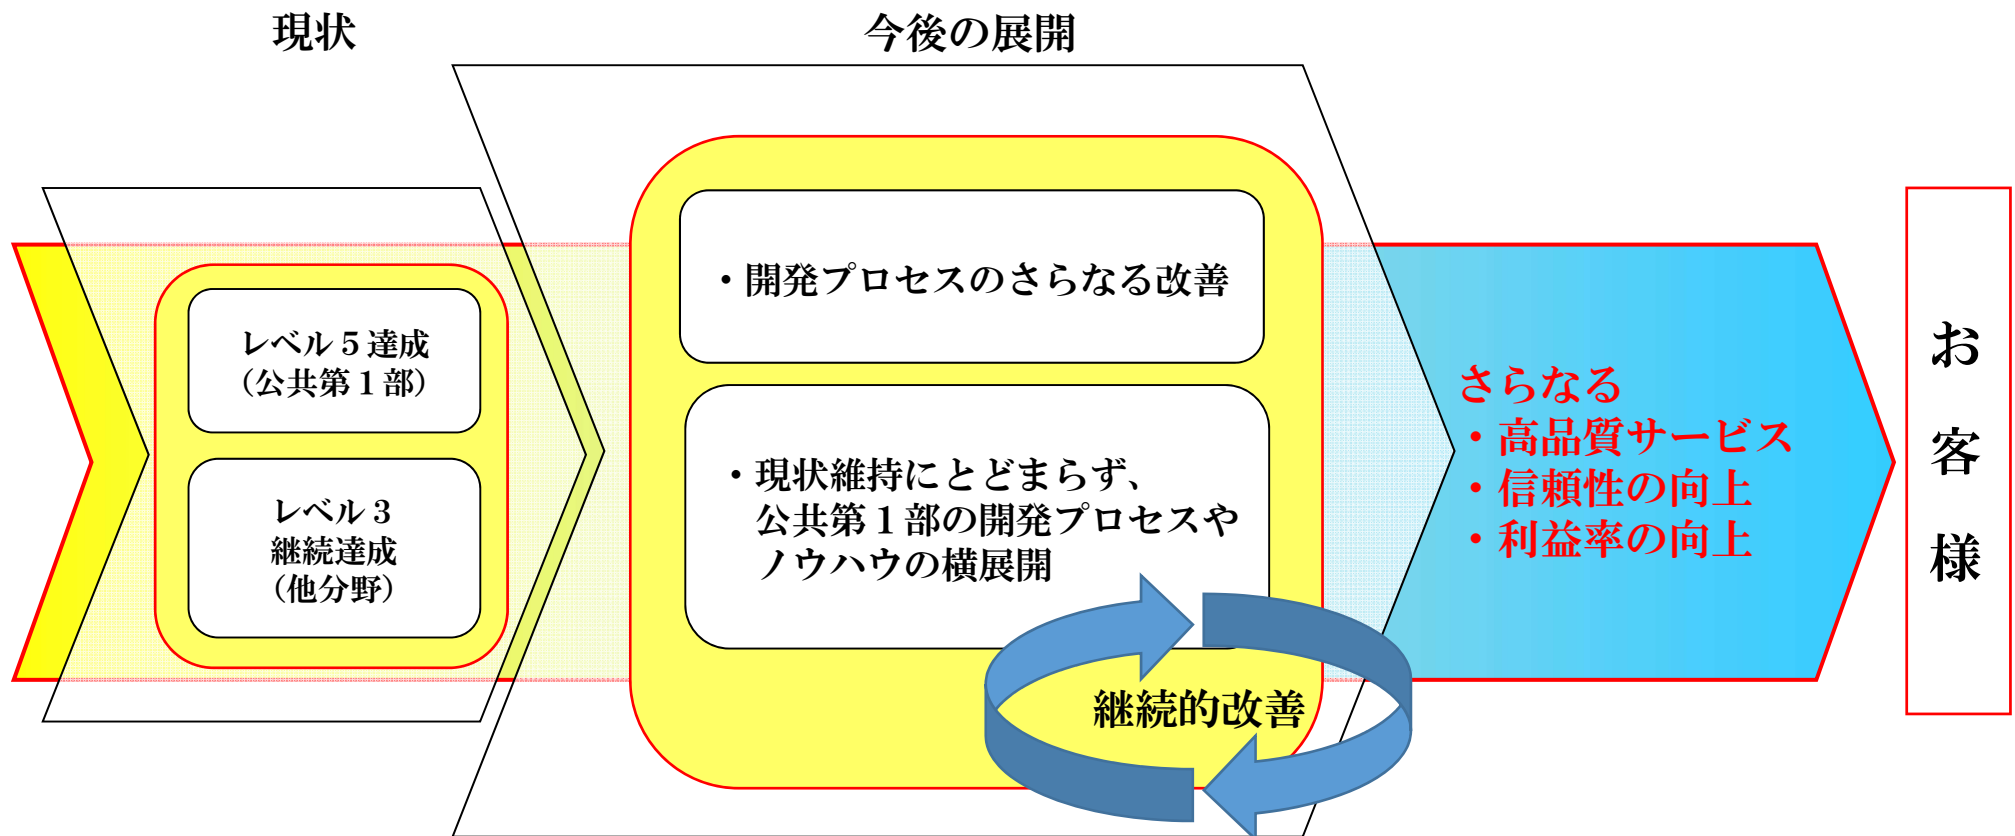 現状
今後の展開
レベル５達成
（公共第１部）
レベル３
継続達成
（他分野）
・開発プロセスのさらなる改善
・現状維持にとどまらず、
公共第１部の開発プロセスや
ノウハウの横展開
継続的改善
さらなる
・高品質サービス
・信頼性の向上
・利益率の向上
お客様